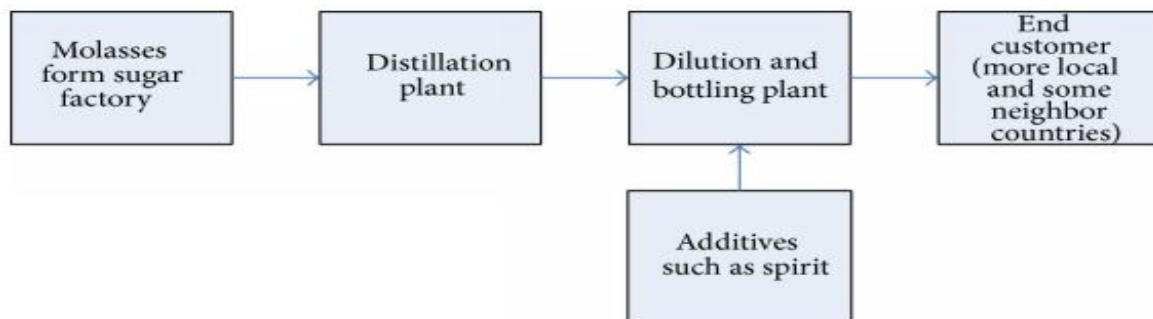 Molasses
form sugar
factory
Distillation
plant
Dilution and
bottling plant
End
customer
(more local
and some
neighbor
countries)
Additives
such as spirit